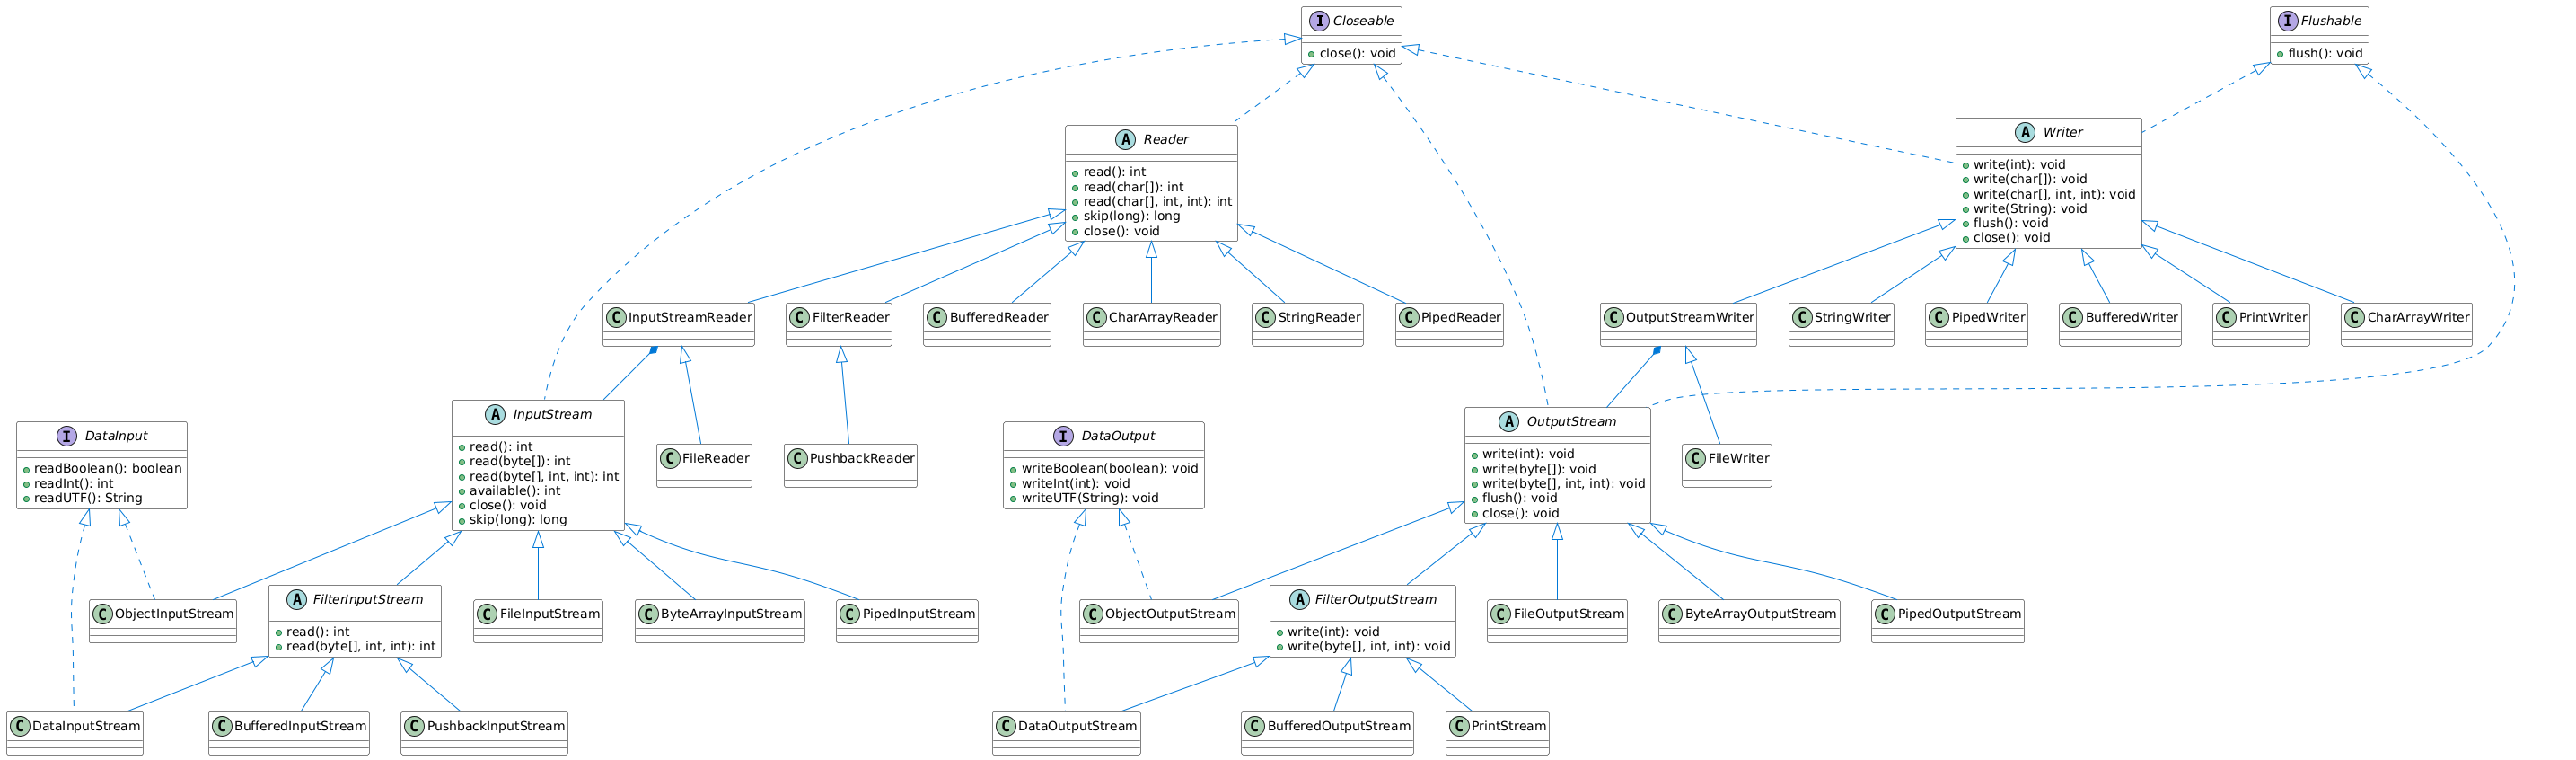 I Closeable
close(): void
I Flushable
flush(): void
A Reader
read(): int
read(char[]): int
read(char[], int, int): int
skip(long): long
close(): void
A Writer
write(int): void
write(char[]): void
write(char[], int, int): void
write(String): void
flush(): void
close(): void
C InputStreamReader
C FilterReader
C BufferedReader
C CharArrayReader
C StringReader
C PipedReader
C OutputStreamWriter
C StringWriter
C PipedWriter
C BufferedWriter
C PrintWriter
C CharArrayWriter
I DataInput
readBoolean(): boolean
readInt(): int
readUTF(): String
A InputStream
read(): int
read(byte[]): int
read(byte[], int, int): int
available(): int
close(): void
skip(long): long
C FileReader
C PushbackReader
I DataOutput
writeBoolean(boolean): void
writeInt(int): void
writeUTF(String): void
A OutputStream
write(int): void
write(byte[]): void
write(byte[], int, int): void
flush(): void
close(): void
C FileWriter
C ObjectInputStream
A FilterInputStream
read(): int
read(byte[], int, int): int
C FileInputStream
C ByteArrayInputStream
C PipedInputStream
C ObjectOutputStream
A FilterOutputStream
write(int): void
write(byte[], int, int): void
C FileOutputStream
C ByteArrayOutputStream
C PipedOutputStream
C DataInputStream
C BufferedInputStream
C PushbackInputStream
C DataOutputStream
C BufferedOutputStream
C PrintStream